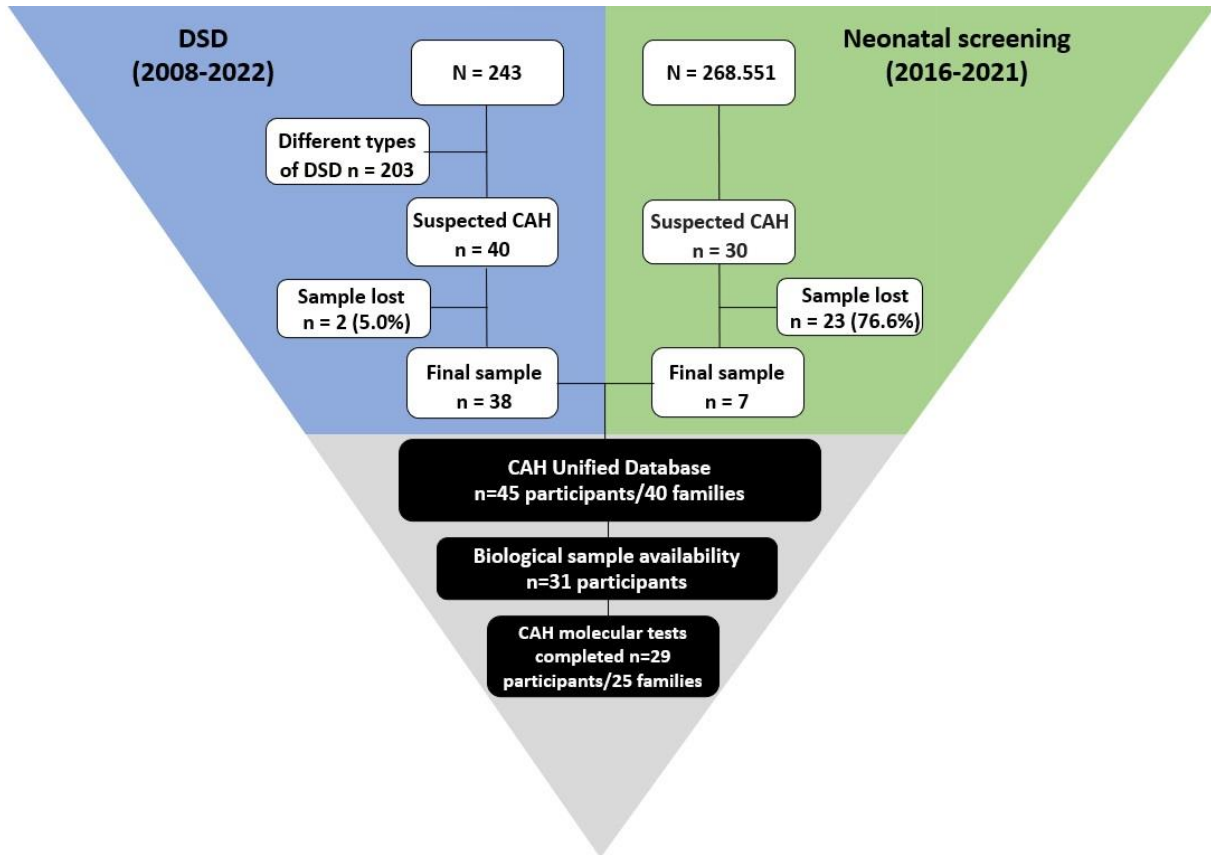 DSD
(2008-2022)
N = 243
Different types
of DSD n = 203
Suspected CAH
n = 40
Sample lost
n = 2 (5.0%)
Final sample
n = 38
Neonatal screening
(2016-2021)
N = 268.551
Suspected CAH
n = 30
Sample lost
n = 23 (76.6%)
Final sample
n = 7
CAH Unified Database
n=45 participants/40 families
Biological sample availability
n=31 participants
CAH molecular tests
completed n=29
participants/25 families